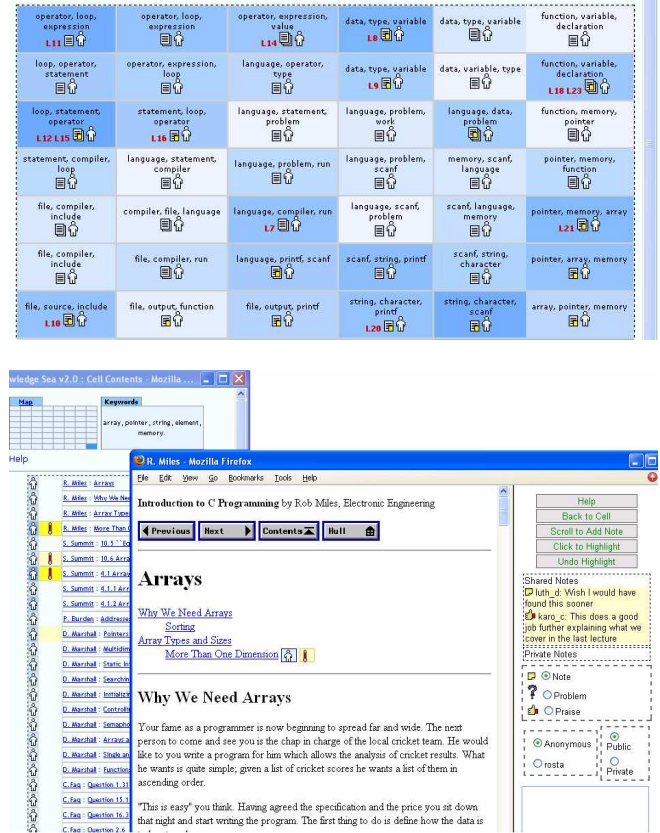 operator, loop,
expression
L11
operator, loop,
expression
operator, expression,
value
L14
data, type, variable
L8
data, type, variable
function, variable,
declaration
loop, operator,
statement
operator, expression,
loop
language, operator,
type
data, type, variable
L9
data, variable, type
function, variable,
declaration
L18 L23
loop, statement,
operator
L12 L15
statement, loop,
operator
L16
language, statement,
problem
language, problem,
work
language, data,
problem
function, memory,
pointer
statement, compiler,
loop
language, statement,
compiler
language, problem, run
language, problem,
scanf
memory, scanf,
language
pointer, memory,
function
file, compiler,
include
compiler, file, language
language, compiler, run
L7
language, scanf,
problem
scanf, language,
memory
pointer, memory, array
L21
file, compiler,
include
file, compiler, run
language, printf, scanf
scanf, string, printf
scanf, string,
character
pointer, array, memory
file, source, include
L10
file, output, function
file, output, printf
string, character,
printf
L20
string, character,
scanf
array, pointer, memory
wledge Sea v2.0 : Cell Contents - Mozilla ...
Map
Keywords
array, pointer, string, element,
memory.
Help
R. Miles : Arrays
R. Miles : Why We Nee
R. Miles : Array Types
R. Miles : More Than
S. Summit : 10.5
S. Summit : 10.6 Arra
S. Summit : 4.1 Array
S. Summit : 4.1.2 Arr
P. Burden : Addresses
D. Marshall : Pointers
D. Marshall : Multidim
D. Marshall : Static In
D. Marshall : Searchin
D. Marshall : Initializin
D. Marshall : Controlli
D. Marshall : Semapho
D. Marshall : Arrays a
D. Marshall : Single an
D. Marshall : Function
C.Faq : Question 1.31
C.Faq : Question 15.1
C.Faq : Question 16.3
C.Faq : Question 2.6
R. Miles - Mozilla Firefox
File Edit View Go Bookmarks Tools Help
Introduction to C Programming by Rob Miles, Electronic Engineering
Previous Next Contents Hull
Arrays
Why We Need Arrays
Sorting
Array Types and Sizes
More Than One Dimension
Why We Need Arrays
Your fame as a programmer is now beginning to spread far and wide. The next
person to come and see you is the chap in charge of the local cricket team. He would
like to you write a program for him which allows the analysis of cricket results. What
he wants is quite simple; given a list of cricket scores he wants a list of them in
ascending order.
"This is easy" you think. Having agreed the specification and the price you sit down
that night and start writing the program. The first thing to do is define how the data is
Help
Back to Cell
Scroll to Add Note
Click to Highlight
Undo Highlight
Shared Notes
luth_d: Wish I would have
found this sooner
karo_c: This does a good
job further explaining what we
cover in the last lecture
Private Notes
Note
Problem
Praise
Anonymous
rosta
Public
Private